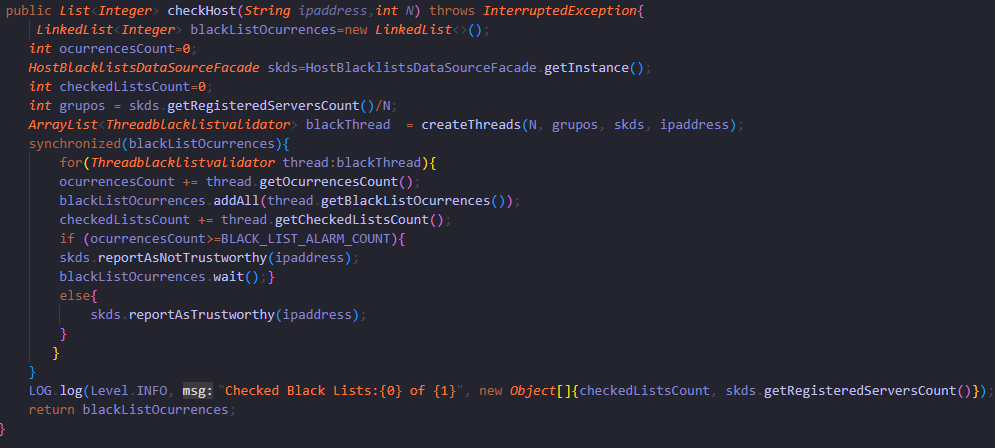 public List<Integer> checkHost(String ipaddress,int N) throws InterruptedException{
LinkedList<Integer> blackListOcurrences=new LinkedList<>();
int ocurrencesCount=0;
HostBlacklistsDataSourceFacade skds=HostBlacklistsDataSourceFacade.getInstance();
int checkedListsCount=0;
int grupos = skds.getRegisteredServersCount()/N;
ArrayList<Threadblacklistvalidator> blackThread  = createThreads(N, grupos, skds, ipaddress);
synchronized(blackListOcurrences){
for(Threadblacklistvalidator thread:blackThread){
ocurrencesCount += thread.getOcurrencesCount();
blackListOcurrences.addAll(thread.getBlackListOcurrences());
checkedListsCount += thread.getCheckedListsCount();
if (ocurrencesCount>=BLACK_LIST_ALARM_COUNT){
skds.reportAsNotTrustworthy(ipaddress);
blackListOcurrences.wait();}
else{
skds.reportAsTrustworthy(ipaddress);
}
}
}
LOG.log(Level.INFO, msg: "Checked Black Lists:{0} of {1}", new Object[]{checkedListsCount, skds.getRegisteredServersCount()});
return blackListOcurrences;
}